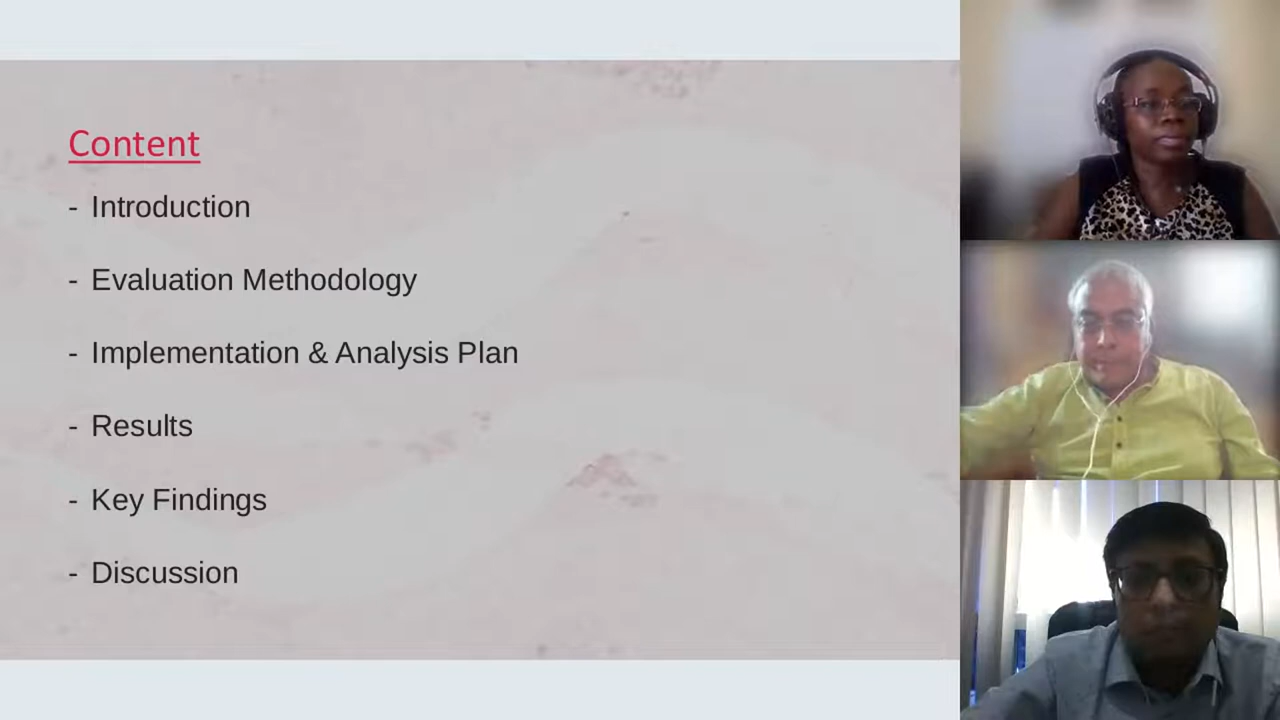 Content
- Introduction
- Evaluation Methodology
- Implementation & Analysis Plan
- Results
- Key Findings
- Discussion